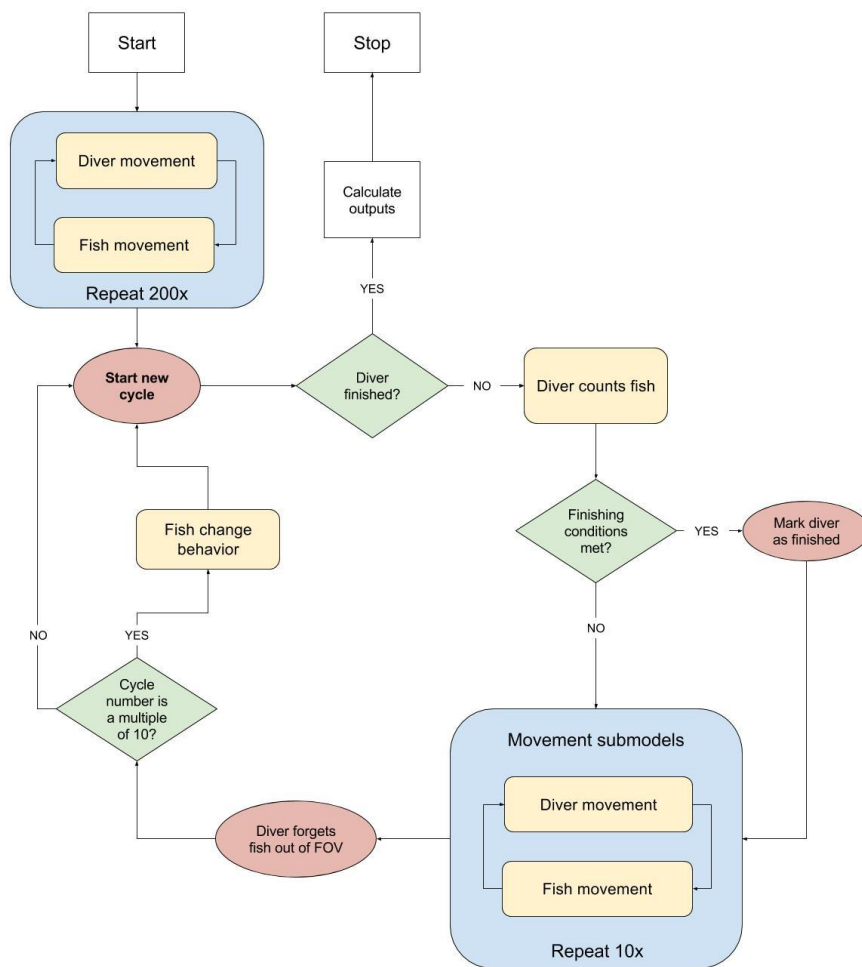 Start
Stop
Diver movement
Fish movement
Repeat 200x
Calculate
outputs
YES
Start new
cycle
Diver
finished?
NO
Diver counts fish
Finishing
conditions
met?
YES
Mark diver
as finished
NO
Fish change
behavior
NO
YES
Cycle
number is
a multiple
of 10?
Movement submodels
Diver movement
Fish movement
Repeat 10x
Diver forgets
fish out of FOV